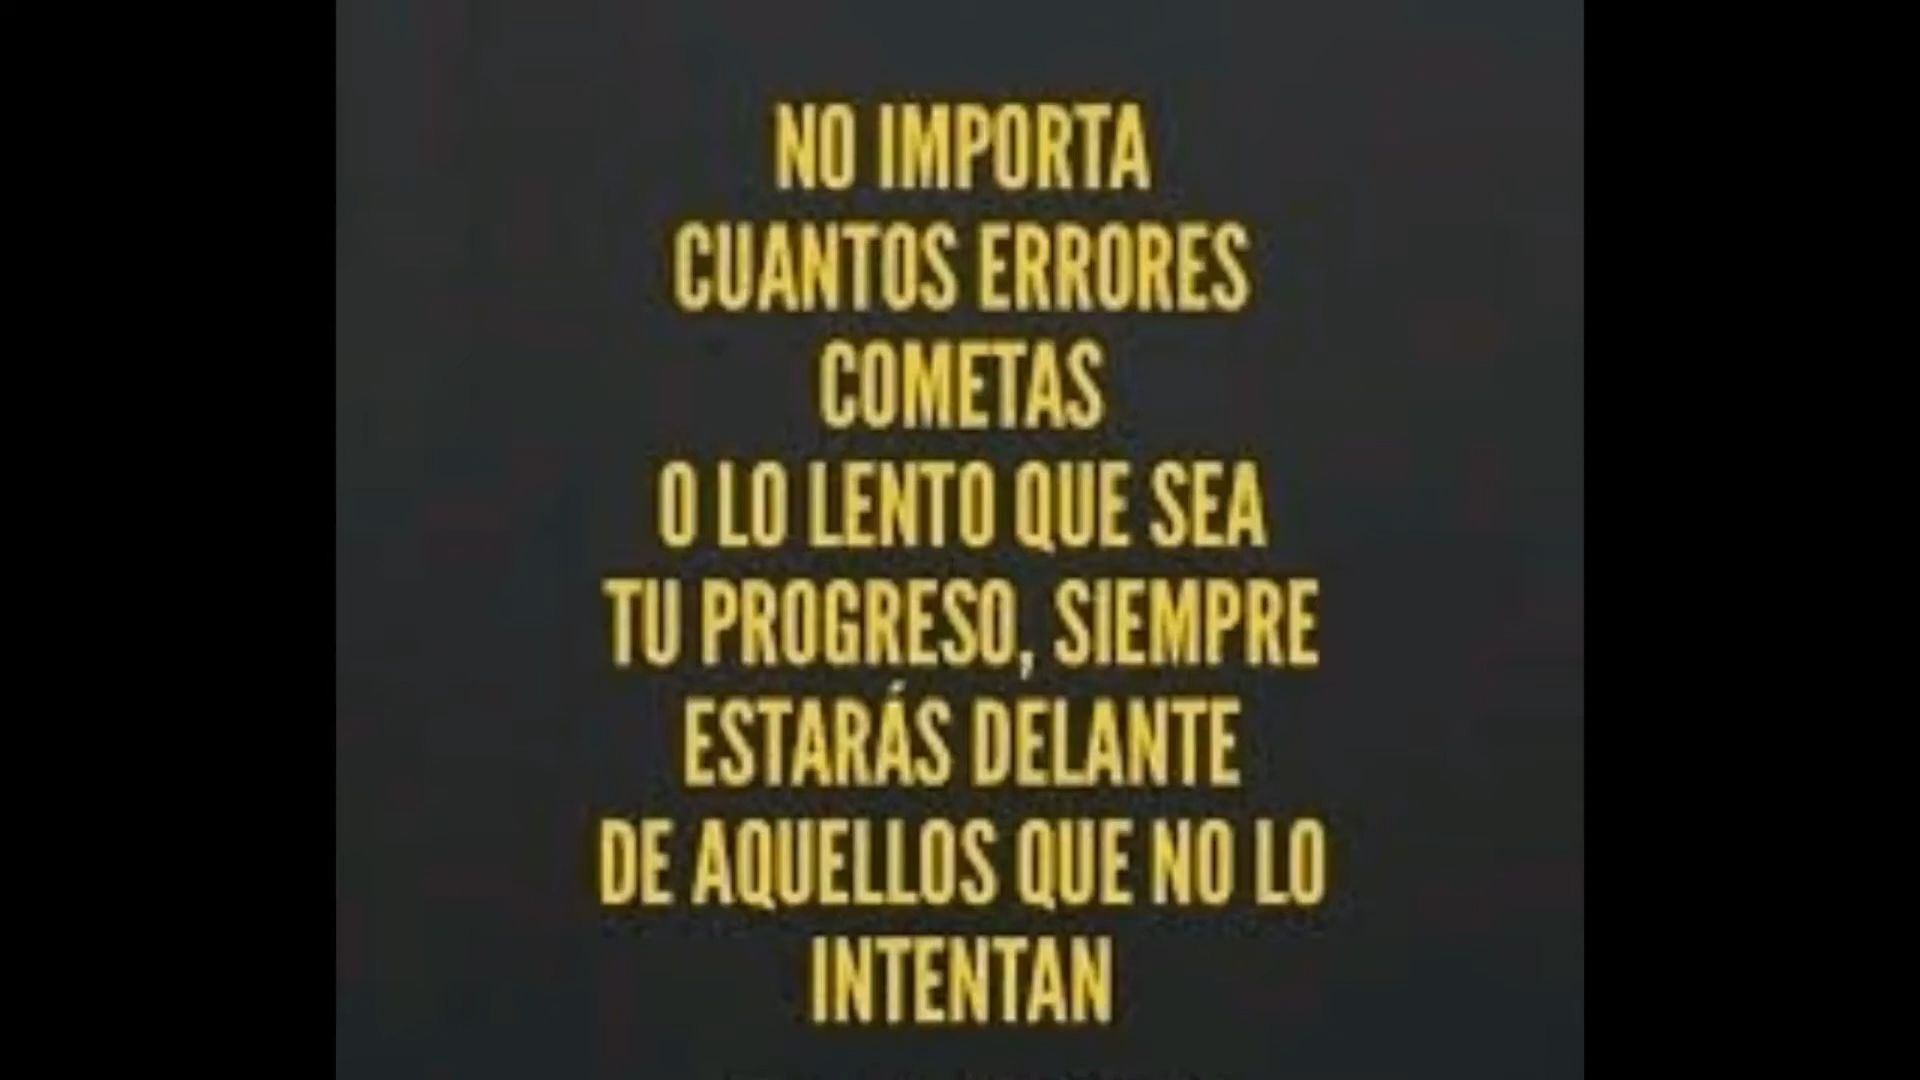 NO IMPORTA
CUANTOS ERRORES
COMETAS
O LO LENTO QUE SEA
TU PROGRESO, SIEMPRE
ESTARÁS DELANTE
DE AQUELLOS QUE NO LO
INTENTAN